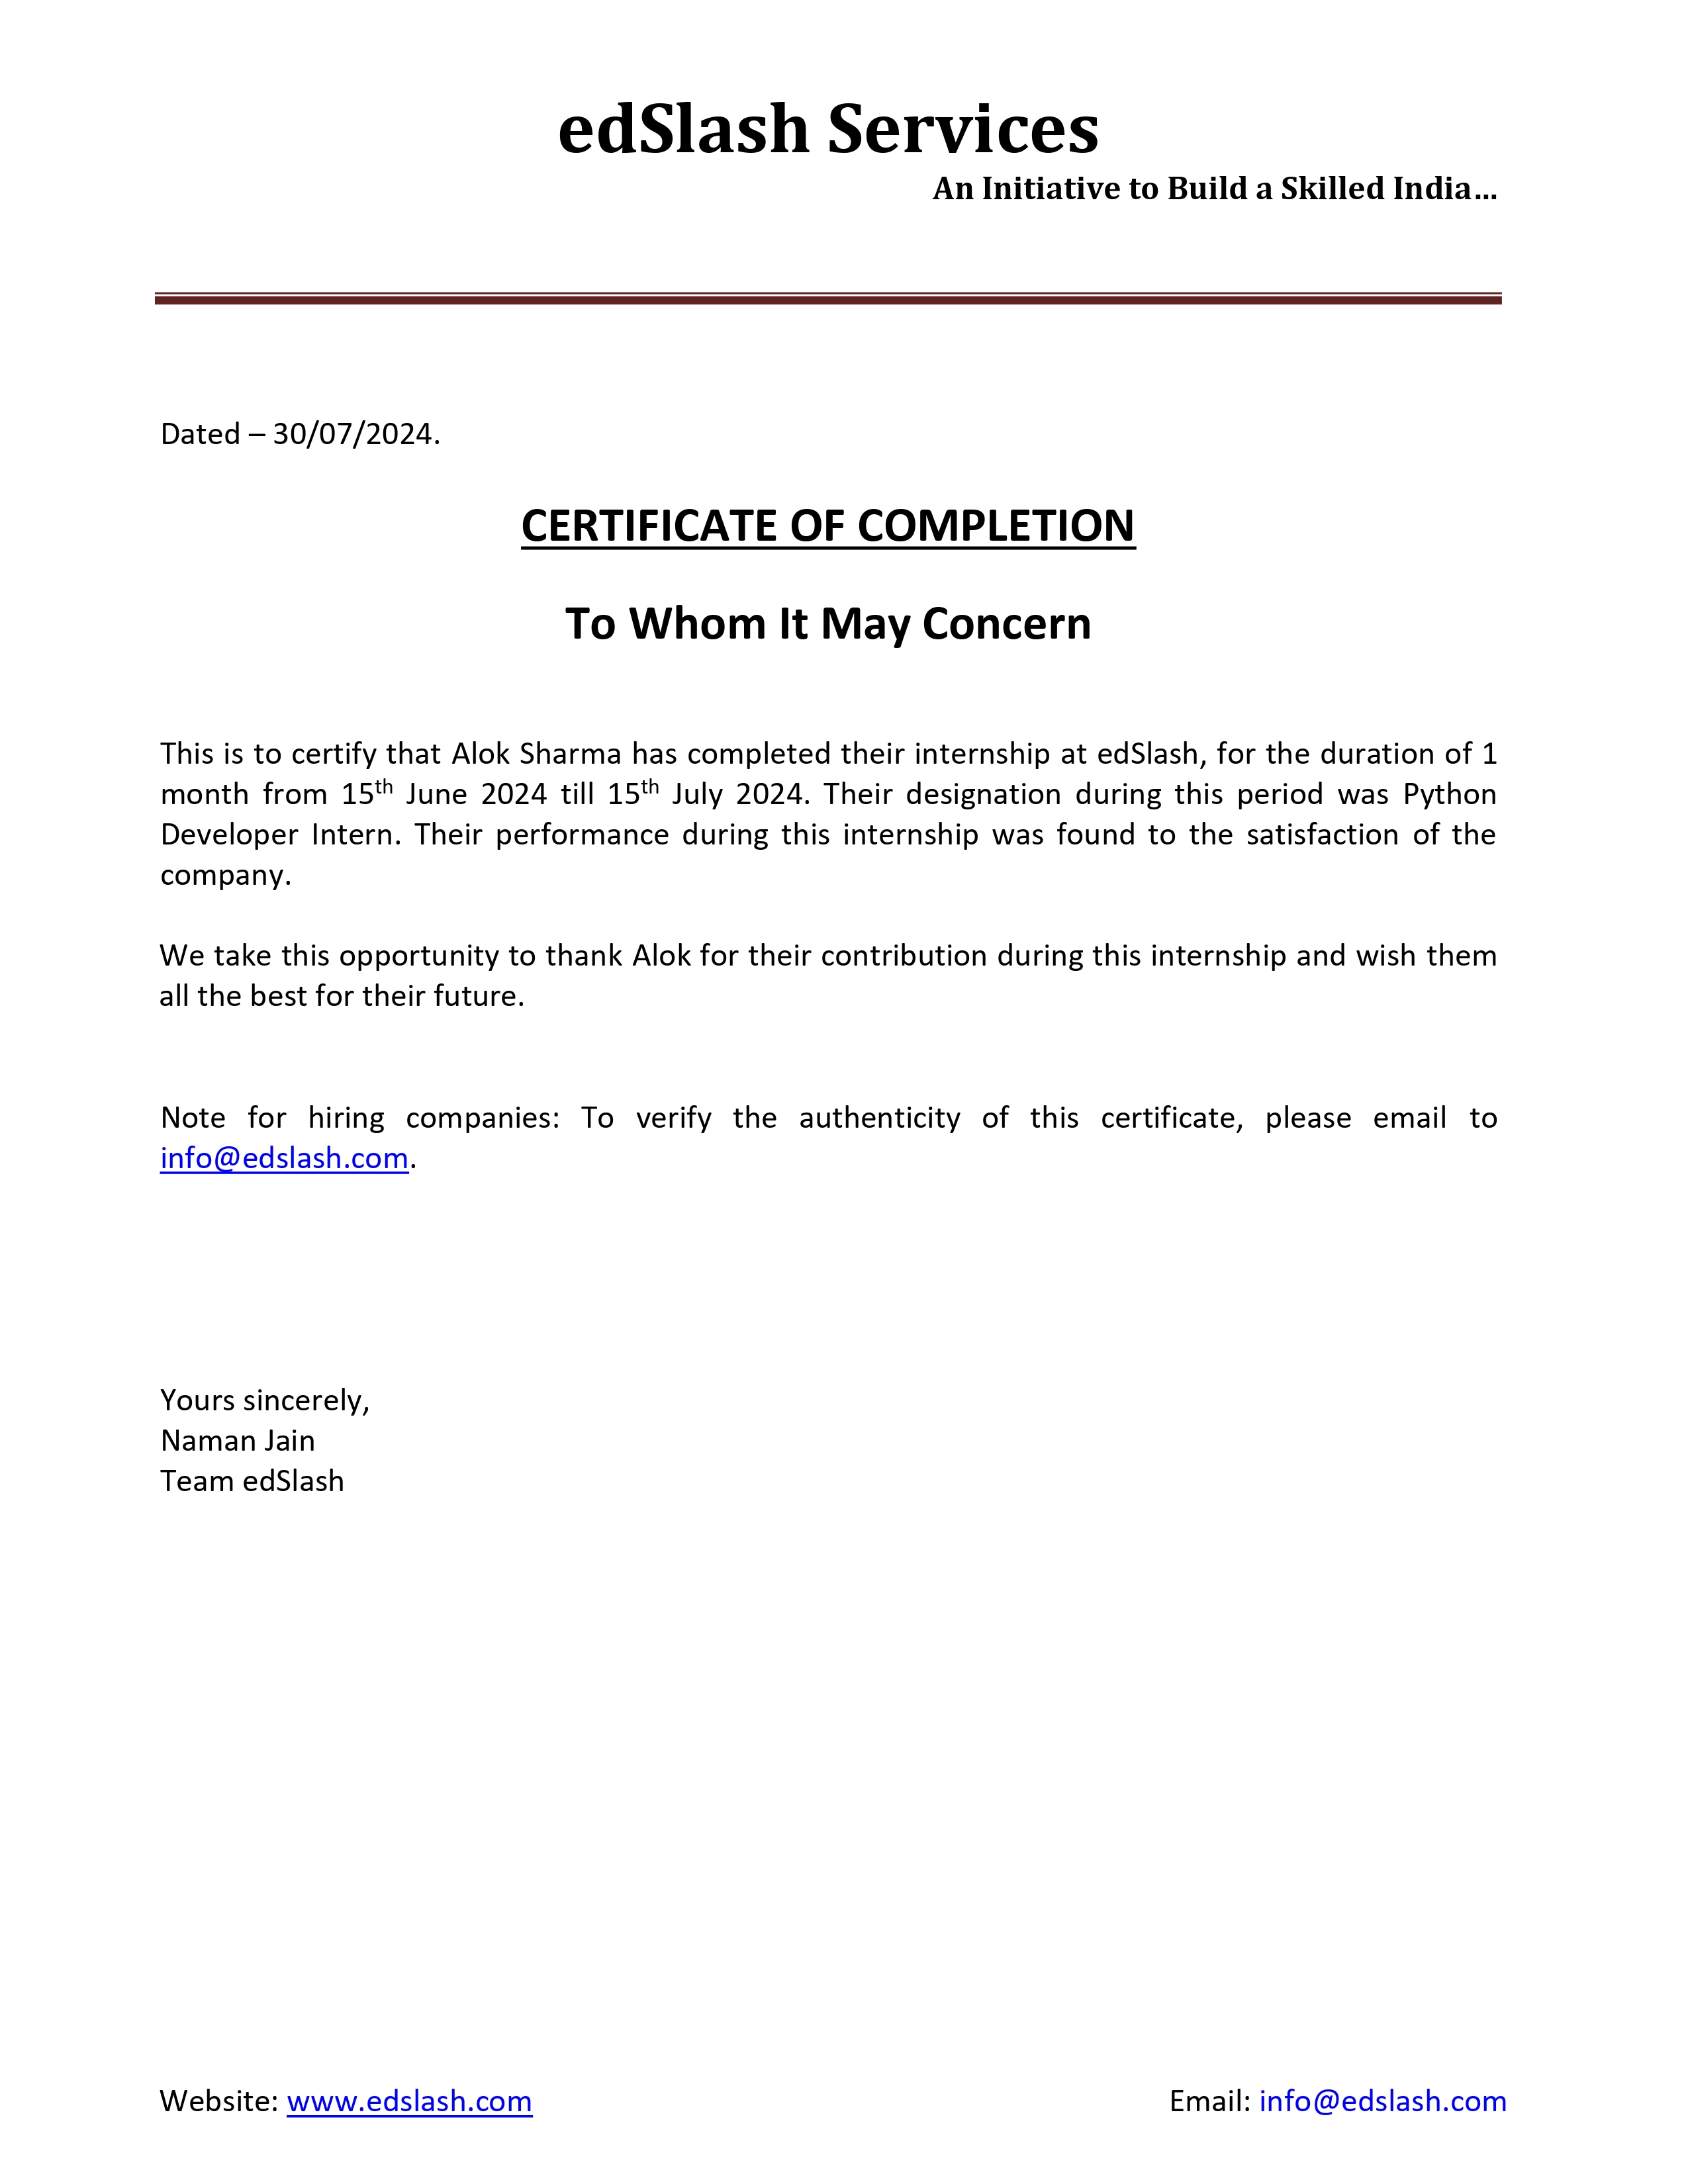 edSlash Services
An Initiative to Build a Skilled India...
Dated – 30/07/2024.
CERTIFICATE OF COMPLETION
To Whom It May Concern
This is to certify that Alok Sharma has completed their internship at edSlash, for the duration of 1
month from 15th June 2024 till 15th July 2024. Their designation during this period was Python
Developer Intern. Their performance during this internship was found to the satisfaction of the
company.
We take this opportunity to thank Alok for their contribution during this internship and wish them
all the best for their future.
Note for hiring companies: To verify the authenticity of this certificate, please email to
info@edslash.com.
Yours sincerely,
Naman Jain
Team edSlash
Website: www.edslash.com Email: info@edslash.com